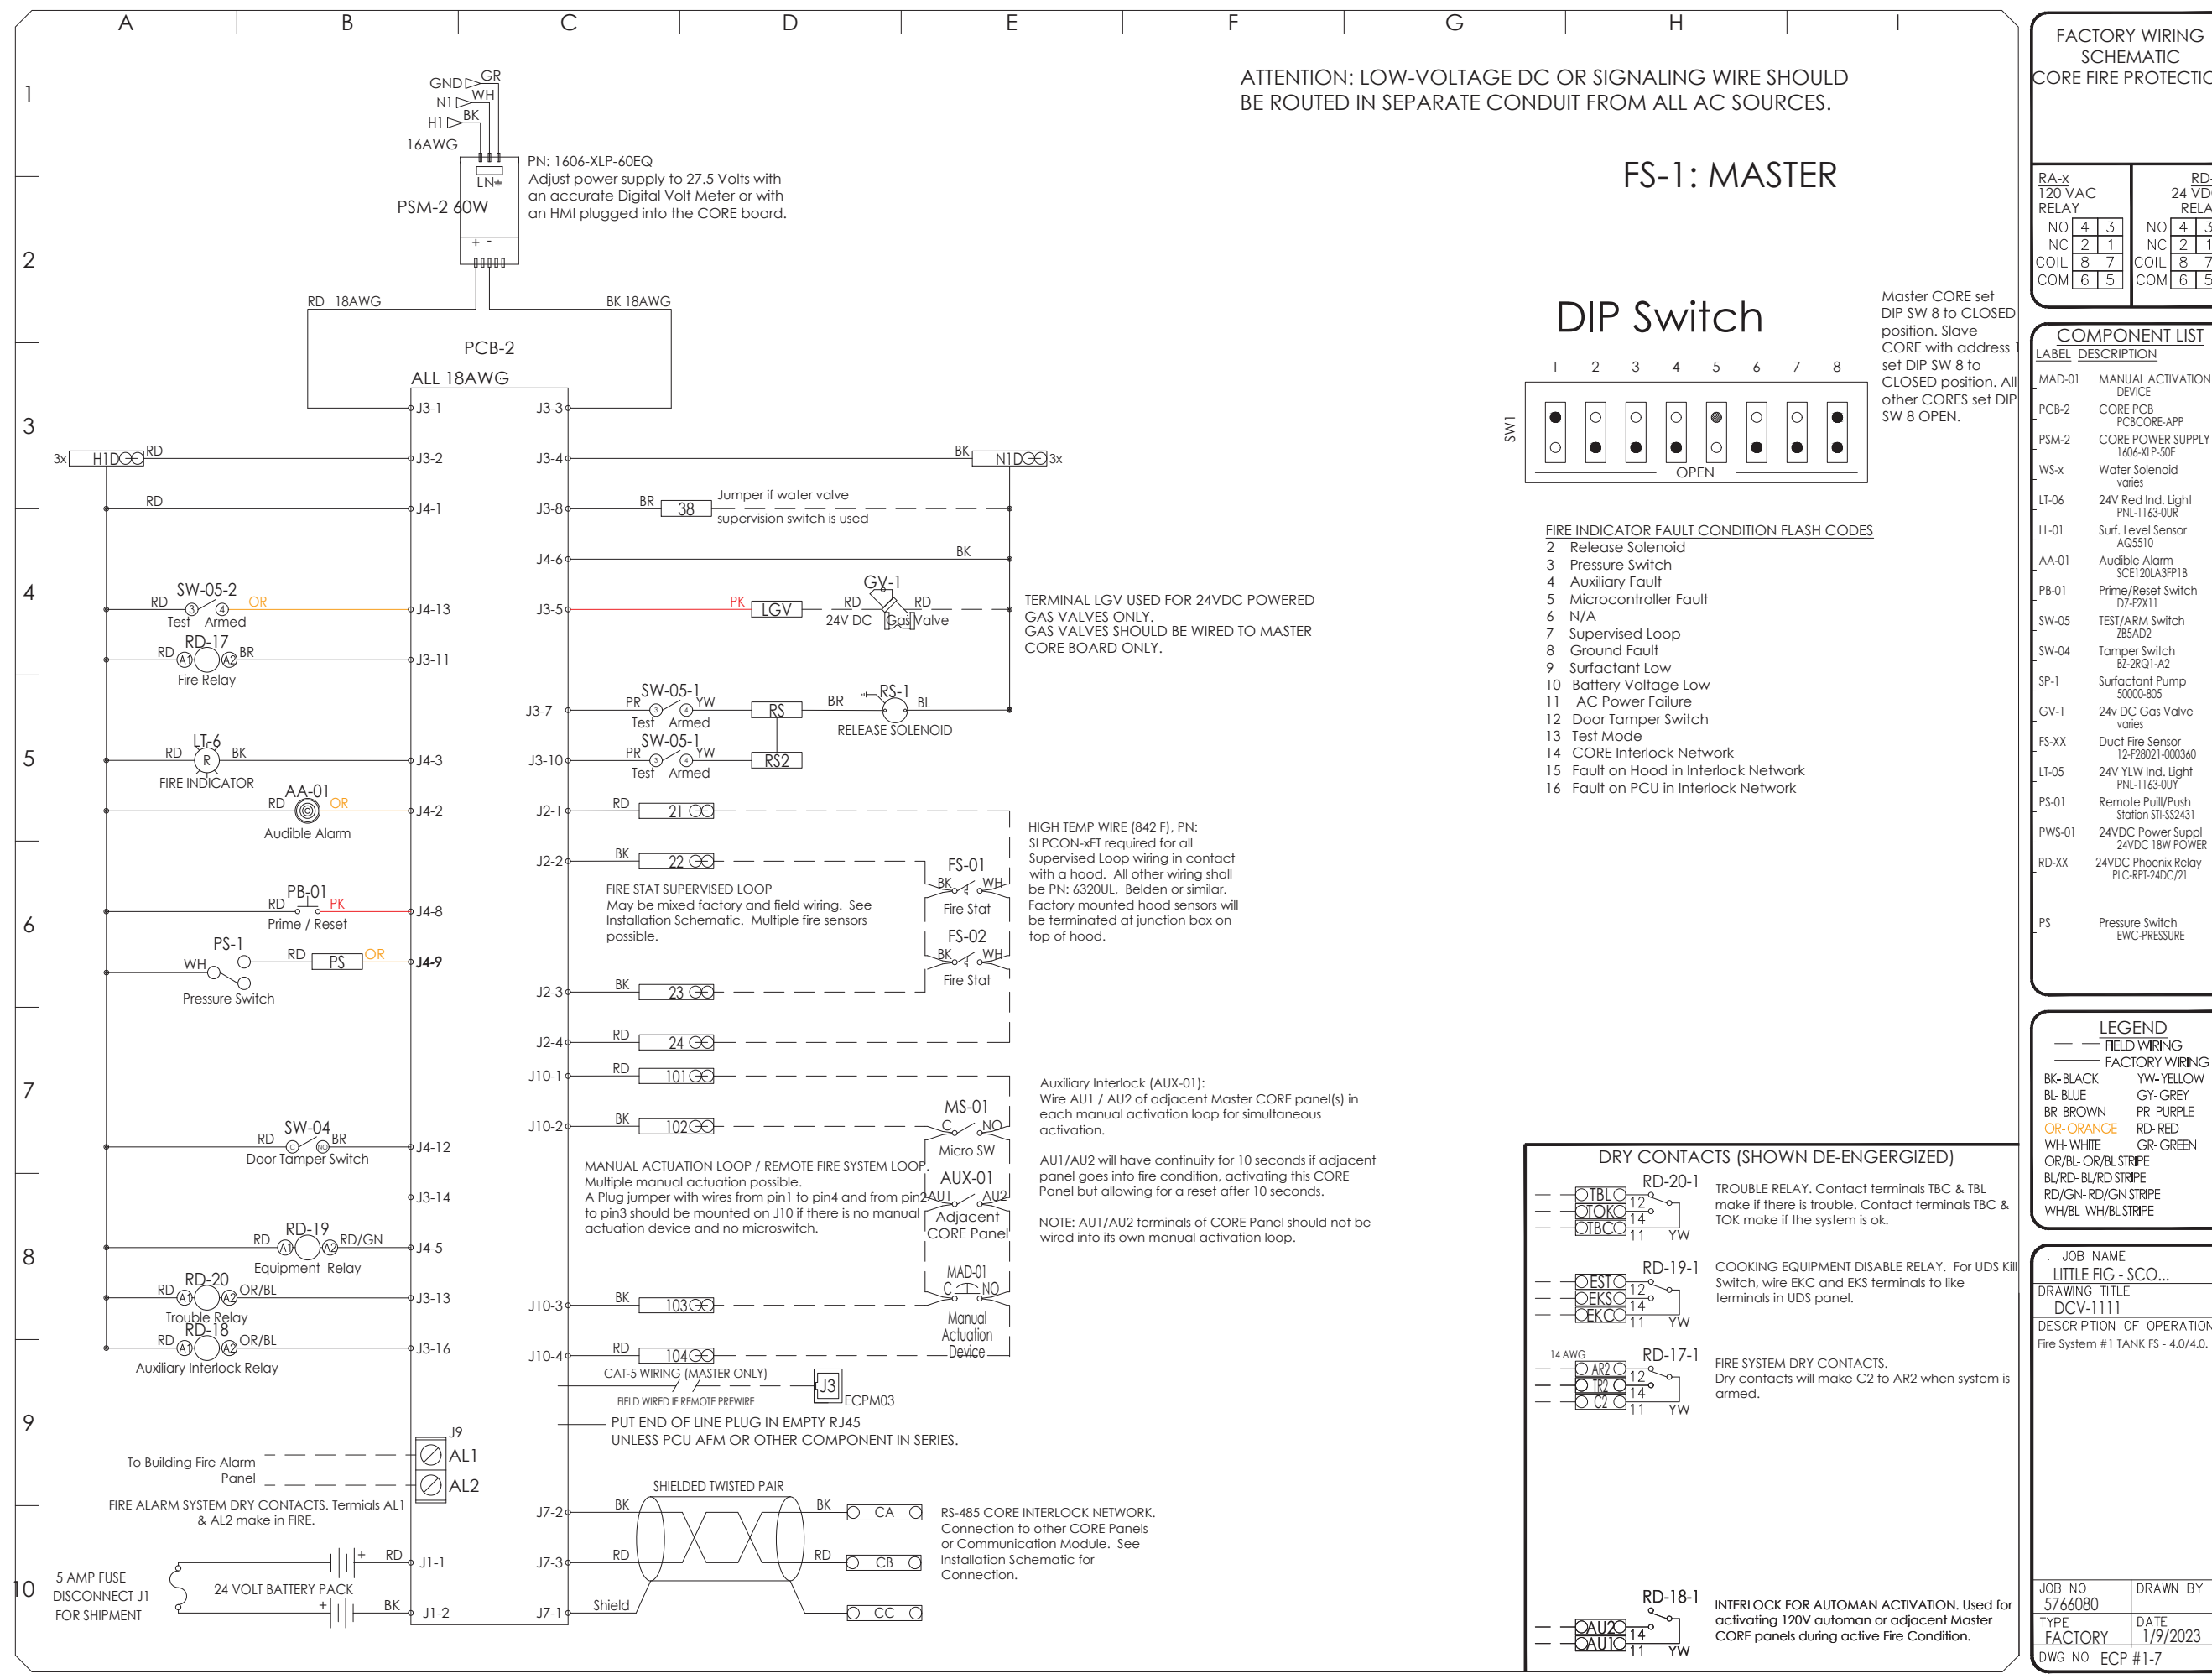 A B C D E F G H I
1
2
3
4
5
6
7
8
9
10
ATTENTION: LOW-VOLTAGE DC OR SIGNALING WIRE SHOULD
BE ROUTED IN SEPARATE CONDUIT FROM ALL AC SOURCES.
FS-1: MASTER
GND GR
N1 WH
H1 BK
16AWG
LN
PN: 1606-XLP-60EQ
Adjust power supply to 27.5 Volts with
an accurate Digital Volt Meter or with
an HMI plugged into the CORE board.
PSM-2 60W
+ -
RD 18AWG
BK 18AWG
PCB-2
ALL 18AWG
J3-1
J3-3
3x H1D RD
J3-2
J3-4
BK N1D 3x
RD
J4-1
J3-8
BR 38
Jumper if water valve
supervision switch is used
J4-6
BK
SW-05-2
RD 3 4 OR
Test Armed
J4-13
J3-5
PK LGV
GV-1
RD RD
24V DC Gas Valve
TERMINAL LGV USED FOR 24VDC POWERED
GAS VALVES ONLY.
GAS VALVES SHOULD BE WIRED TO MASTER
CORE BOARD ONLY.
RD-17
RD A1 A2 BR
Fire Relay
J3-11
J3-7
SW-05-1
PR 3 4 YW
Test Armed
RS
BR RS-1 BL
RELEASE SOLENOID
LT-6
RD R BK
FIRE INDICATOR
J4-3
J3-10
SW-05-1
PR 3 4 YW
Test Armed
RS2
AA-01
RD OR
Audible Alarm
J4-2
J2-1
RD 21
J2-2
BK 22
FIRE STAT SUPERVISED LOOP
May be mixed factory and field wiring. See
Installation Schematic. Multiple fire sensors
possible.
FS-01
BK WH
Fire Stat
FS-02
BK WH
Fire Stat
HIGH TEMP WIRE (842 F), PN:
SLPCON-xFT required for all
Supervised Loop wiring in contact
with a hood. All other wiring shall
be PN: 6320UL, Belden or similar.
Factory mounted hood sensors will
be terminated at junction box on
top of hood.
PB-01
RD PK
Prime / Reset
J4-8
PS-1
WH RD PS OR
Pressure Switch
J4-9
J2-3
BK 23
J2-4
RD 24
J10-1
RD 101
J10-2
BK 102
MS-01
C NO
Micro SW
AUX-01
AU1 AU2
Adjacent
CORE Panel
MAD-01
C NO
Manual
Actuation
Device
MANUAL ACTUATION LOOP / REMOTE FIRE SYSTEM LOOP.
Multiple manual actuation possible.
A Plug jumper with wires from pin1 to pin4 and from pin2
to pin3 should be mounted on J10 if there is no manual
actuation device and no microswitch.
Auxiliary Interlock (AUX-01):
Wire AU1 / AU2 of adjacent Master CORE panel(s) in
each manual activation loop for simultaneous
activation.
AU1/AU2 will have continuity for 10 seconds if adjacent
panel goes into fire condition, activating this CORE
Panel but allowing for a reset after 10 seconds.
NOTE: AU1/AU2 terminals of CORE Panel should not be
wired into its own manual activation loop.
SW-04
RD C NO BR
Door Tamper Switch
J4-12
J3-14
RD-19
RD A1 A2 RD/GN
Equipment Relay
J4-5
RD-20
RD A1 A2 OR/BL
Trouble Relay
J3-13
J10-3
BK 103
RD-18
RD A1 A2 OR/BL
Auxiliary Interlock Relay
J3-16
J10-4
RD 104
CAT-5 WIRING (MASTER ONLY)
FIELD WIRED IF REMOTE PREWIRE
J3
ECPM03
PUT END OF LINE PLUG IN EMPTY RJ45
UNLESS PCU AFM OR OTHER COMPONENT IN SERIES.
J9
AL1
AL2
To Building Fire Alarm
Panel
FIRE ALARM SYSTEM DRY CONTACTS. Termials AL1
& AL2 make in FIRE.
SHIELDED TWISTED PAIR
J7-2 BK BK CA
J7-3 RD RD CB
J7-1 Shield CC
RS-485 CORE INTERLOCK NETWORK.
Connection to other CORE Panels
or Communication Module. See
Installation Schematic for
Connection.
5 AMP FUSE
DISCONNECT J1
FOR SHIPMENT
24 VOLT BATTERY PACK
+ RD J1-1
+ BK J1-2
DIP Switch
1 2 3 4 5 6 7 8
SW1
OPEN
Master CORE set
DIP SW 8 to CLOSED
position. Slave
CORE with address 1
set DIP SW 8 to
CLOSED position. All
other CORES set DIP
SW 8 OPEN.
FIRE INDICATOR FAULT CONDITION FLASH CODES
2 Release Solenoid
3 Pressure Switch
4 Auxiliary Fault
5 Microcontroller Fault
6 N/A
7 Supervised Loop
8 Ground Fault
9 Surfactant Low
10 Battery Voltage Low
11 AC Power Failure
12 Door Tamper Switch
13 Test Mode
14 CORE Interlock Network
15 Fault on Hood in Interlock Network
16 Fault on PCU in Interlock Network
DRY CONTACTS (SHOWN DE-ENGERGIZED)
RD-20-1
TBL 12
TOK 14
TBC 11 YW
TROUBLE RELAY. Contact terminals TBC & TBL
make if there is trouble. Contact terminals TBC &
TOK make if the system is ok.
RD-19-1
EST 12
EKS 14
EKC 11 YW
COOKING EQUIPMENT DISABLE RELAY. For UDS Kill
Switch, wire EKC and EKS terminals to like
terminals in UDS panel.
14 AWG
RD-17-1
AR2 12
TR2 14
C2 11 YW
FIRE SYSTEM DRY CONTACTS.
Dry contacts will make C2 to AR2 when system is
armed.
RD-18-1
AU2 14
AU1 11 YW
INTERLOCK FOR AUTOMAN ACTIVATION. Used for
activating 120V automan or adjacent Master
CORE panels during active Fire Condition.
FACTORY WIRING
SCHEMATIC
CORE FIRE PROTECTIO
RA-x
120 VAC
RELAY
NO 4 3
NC 2 1
COIL 8 7
COM 6 5
RD-
24 VD
RELA
NO 4 3
NC 2 1
COIL 8 7
COM 6 5
COMPONENT LIST
LABEL DESCRIPTION
MAD-01 MANUAL ACTIVATION
DEVICE
PCB-2 CORE PCB
PCBCORE-APP
PSM-2 CORE POWER SUPPLY
1606-XLP-50E
WS-x Water Solenoid
varies
LT-06 24V Red Ind. Light
PNL-1163-0UR
LL-01 Surf. Level Sensor
AQ5510
AA-01 Audible Alarm
SCE120LA3FP1B
PB-01 Prime/Reset Switch
D7-F2X11
SW-05 TEST/ARM Switch
ZB5AD2
SW-04 Tamper Switch
BZ-2RQ1-A2
SP-1 Surfactant Pump
50000-805
GV-1 24v DC Gas Valve
varies
FS-XX Duct Fire Sensor
12-F28021-000360
LT-05 24V YLW Ind. Light
PNL-1163-0UY
PS-01 Remote Puill/Push
Station STI-SS2431
PWS-01 24VDC Power Suppl
24VDC 18W POWER
RD-XX 24VDC Phoenix Relay
PLC-RPT-24DC/21
PS Pressure Switch
EWC-PRESSURE
LEGEND
FIELD WIRING
FACTORY WIRING
BK-BLACK YW-YELLOW
BL-BLUE GY-GREY
BR-BROWN PR-PURPLE
OR-ORANGE RD-RED
WH-WHITE GR-GREEN
OR/BL-OR/BL STRIPE
BL/RD-BL/RD STRIPE
RD/GN-RD/GN STRIPE
WH/BL-WH/BL STRIPE
. JOB NAME
LITTLE FIG - SCO...
DRAWING TITLE
DCV-1111
DESCRIPTION OF OPERATION
Fire System #1 TANK FS - 4.0/4.0.
JOB NO DRAWN BY
5766080
TYPE DATE
FACTORY 1/9/2023
DWG NO ECP #1-7